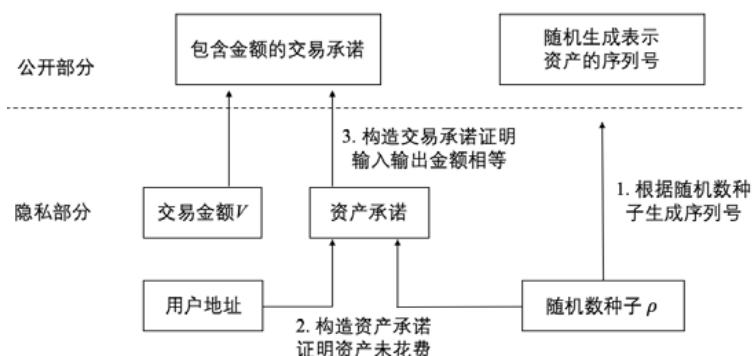 公开部分
包含金额的交易承诺
随机生成表示
资产的序列号
3. 构造交易承诺证明
输入输出金额相等
隐私部分
交易金额V
资产承诺
1. 根据随机数种
子生成序列号
用户地址
2. 构造资产承诺
证明资产未花费
随机数种子 ρ